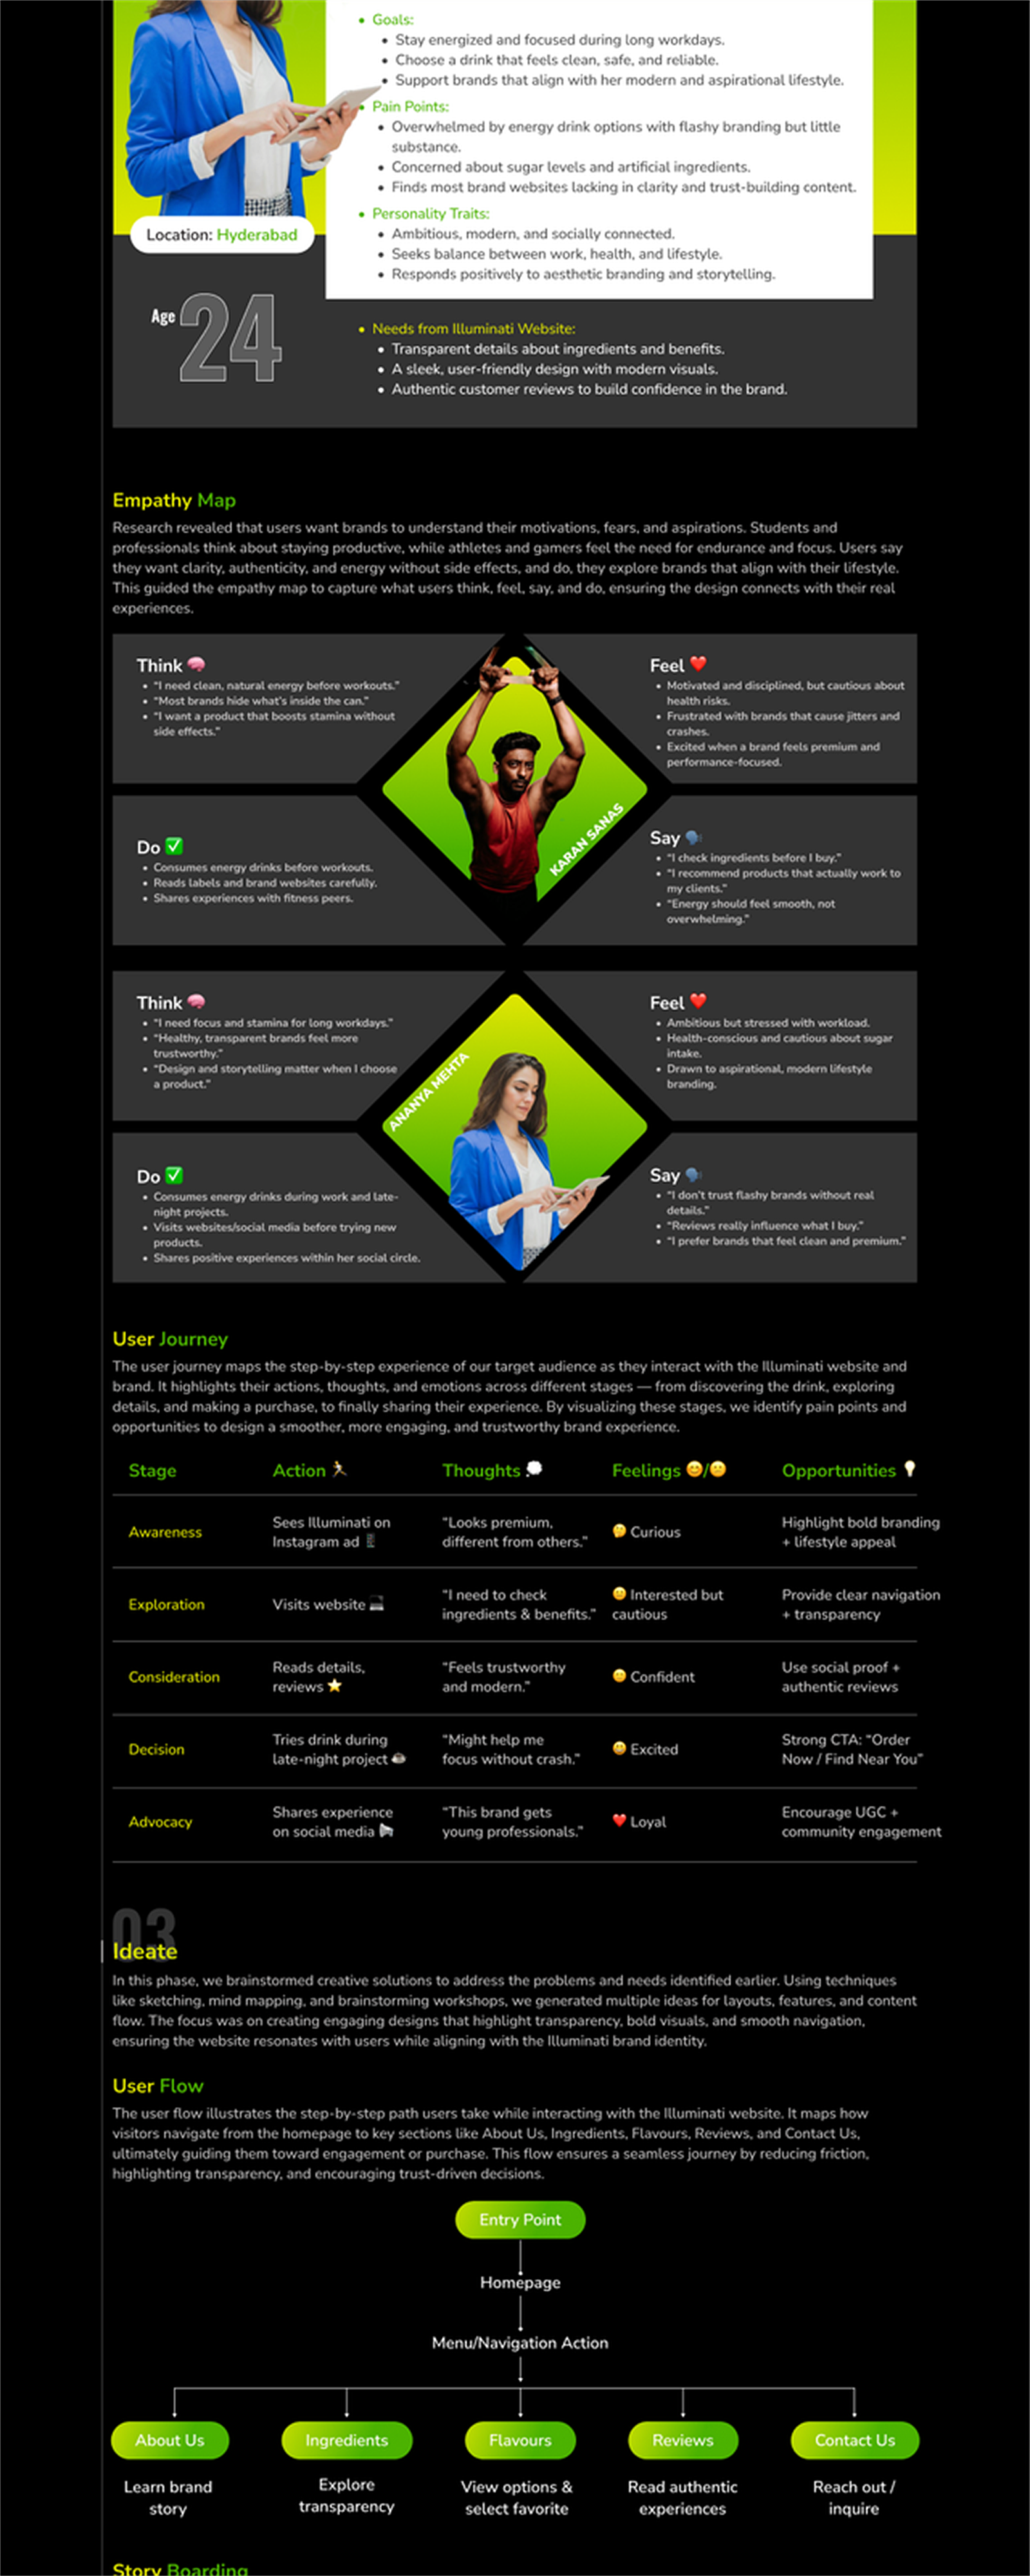 Goals:
Stay energized and focused during long workdays.
Choose a drink that feels clean, safe, and reliable.
Support brands that align with her modern and aspirational lifestyle.
Pain Points:
Overwhelmed by energy drink options with flashy branding but little
substance.
Concerned about sugar levels and artificial ingredients.
Finds most brand websites lacking in clarity and trust-building content.
Personality Traits:
Ambitious, modern, and socially connected.
Seeks balance between work, health, and lifestyle.
Responds positively to aesthetic branding and storytelling.
Location: Hyderabad
Age 24
Needs from Illuminati Website:
Transparent details about ingredients and benefits.
A sleek, user-friendly design with modern visuals.
Authentic customer reviews to build confidence in the brand.
Empathy Map
Research revealed that users want brands to understand their motivations, fears, and aspirations. Students and
professionals think about staying productive, while athletes and gamers feel the need for endurance and focus. Users say
they want clarity, authenticity, and energy without side effects, and do, they explore brands that align with their lifestyle.
This guided the empathy map to capture what users think, feel, say, and do, ensuring the design connects with their real
experiences.
Think 🧠
"I need clean, natural energy before workouts."
"Most brands hide what's inside the can."
"I want a product that boosts stamina without
side effects."
Feel ❤️
Motivated and disciplined, but cautious about
health risks.
Frustrated with brands that cause jitters and
crashes.
Excited when a brand feels premium and
performance-focused.
KARAN SANAS
Do ✅
Consumes energy drinks before workouts.
Reads labels and brand websites carefully.
Shares experiences with fitness peers.
Say 🗣️
"I check ingredients before I buy."
"I recommend products that actually work to
my clients."
"Energy should feel smooth, not
overwhelming."
Think 🧠
"I need focus and stamina for long workdays."
"Healthy, transparent brands feel more
trustworthy."
"Design and storytelling matter when I choose
a product."
Feel ❤️
Ambitious but stressed with workload.
Health-conscious and cautious about sugar
intake.
Drawn to aspirational, modern lifestyle
branding.
ANANYA MEHTA
Do ✅
Consumes energy drinks during work and late-
night projects.
Visits websites/social media before trying new
products.
Shares positive experiences within her social circle.
Say 🗣️
"I don't trust flashy brands without real
details."
"Reviews really influence what I buy."
"I prefer brands that feel clean and premium."
User Journey
The user journey maps the step-by-step experience of our target audience as they interact with the Illuminati website and
brand. It highlights their actions, thoughts, and emotions across different stages — from discovering the drink, exploring
details, and making a purchase, to finally sharing their experience. By visualizing these stages, we identify pain points and
opportunities to design a smoother, more engaging, and trustworthy brand experience.
Stage Action Thoughts Feelings / Opportunities
Awareness
Sees Illuminati on
Instagram ad
"Looks premium,
different from others."
Curious
Highlight bold branding
+ lifestyle appeal
Exploration
Visits website
"I need to check
ingredients & benefits."
Interested but
cautious
Provide clear navigation
+ transparency
Consideration
Reads details,
reviews
"Feels trustworthy
and modern."
Confident
Use social proof +
authentic reviews
Decision
Tries drink during
late-night project
"Might help me
focus without crash."
Excited
Strong CTA: "Order
Now / Find Near You"
Advocacy
Shares experience
on social media
"This brand gets
young professionals."
Loyal
Encourage UGC +
community engagement
03
Ideate
In this phase, we brainstormed creative solutions to address the problems and needs identified earlier. Using techniques
like sketching, mind mapping, and brainstorming workshops, we generated multiple ideas for layouts, features, and content
flow. The focus was on creating engaging designs that highlight transparency, bold visuals, and smooth navigation,
ensuring the website resonates with users while aligning with the Illuminati brand identity.
User Flow
The user flow illustrates the step-by-step path users take while interacting with the Illuminati website. It maps how
visitors navigate from the homepage to key sections like About Us, Ingredients, Flavours, Reviews, and Contact Us,
ultimately guiding them toward engagement or purchase. This flow ensures a seamless journey by reducing friction,
highlighting transparency, and encouraging trust-driven decisions.
Entry Point
Homepage
Menu/Navigation Action
About Us
Learn brand
story
Ingredients
Explore
transparency
Flavours
View options &
select favorite
Reviews
Read authentic
experiences
Contact Us
Reach out /
inquire
Story Boarding